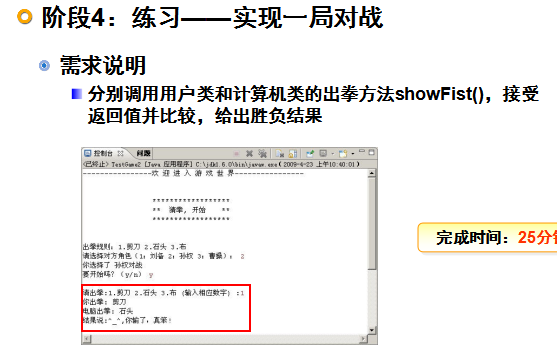 阶段4：练习——实现一局对战
需求说明
分别调用用户类和计算机类的出拳方法showFist()，接受
返回值并比较，给出胜负结果
控制台 问题
<已终止> TestGame2 [Java 应用程序] C:\jdk1.6.0\bin\javaw.exe (2009-4-23 上午10:40:01)
-----------------欢 迎 进 入 游 戏 世 界-----------------
******************
** 猜拳, 开始 **
******************
出拳规则：1.剪刀 2.石头 3.布
请选择对方角色（1：刘备 2：孙权 3：曹操）： 2
你选择了 孙权对战
要开始吗？（y/n） y
请出拳:1.剪刀 2.石头 3.布 (输入相应数字) :1
你出拳: 剪刀
电脑出拳: 石头
结果说:^_^,你输了,真笨!
完成时间：25分